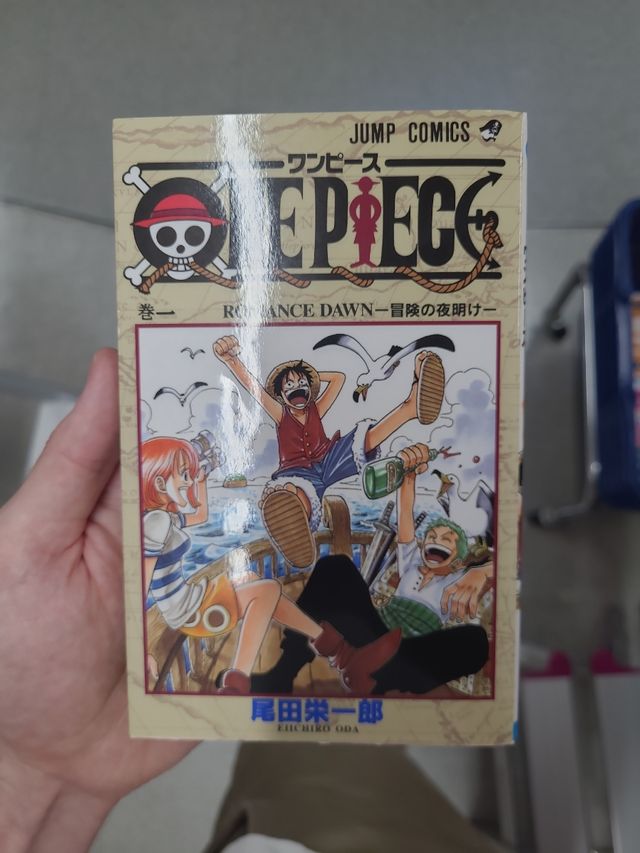 JUMP COMICS
ワンピース
ONE PIECE
巻一 ROMANCE DAWN—冒険の夜明け—
尾田栄一郎
EIICHIRO ODA